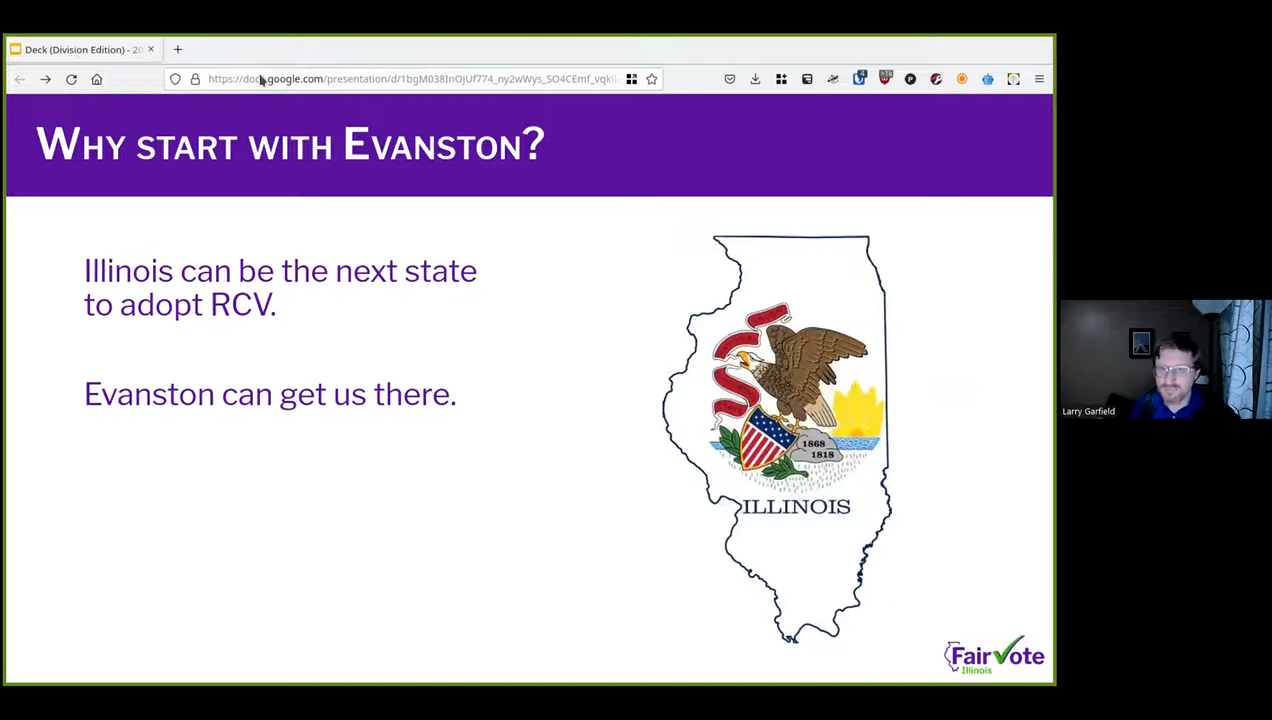 Deck (Division Edition) - 20
https://doc
.google.com/presentation/d/1bgM038InOjUf774_ny2wWys_SO4CEmf_vqkl
WHY START WITH EVANSTON?
Illinois can be the next state
to adopt RCV.
Evanston can get us there.
1868
1818
ILLINOIS
Larry Garfield
FairVote
Illinois